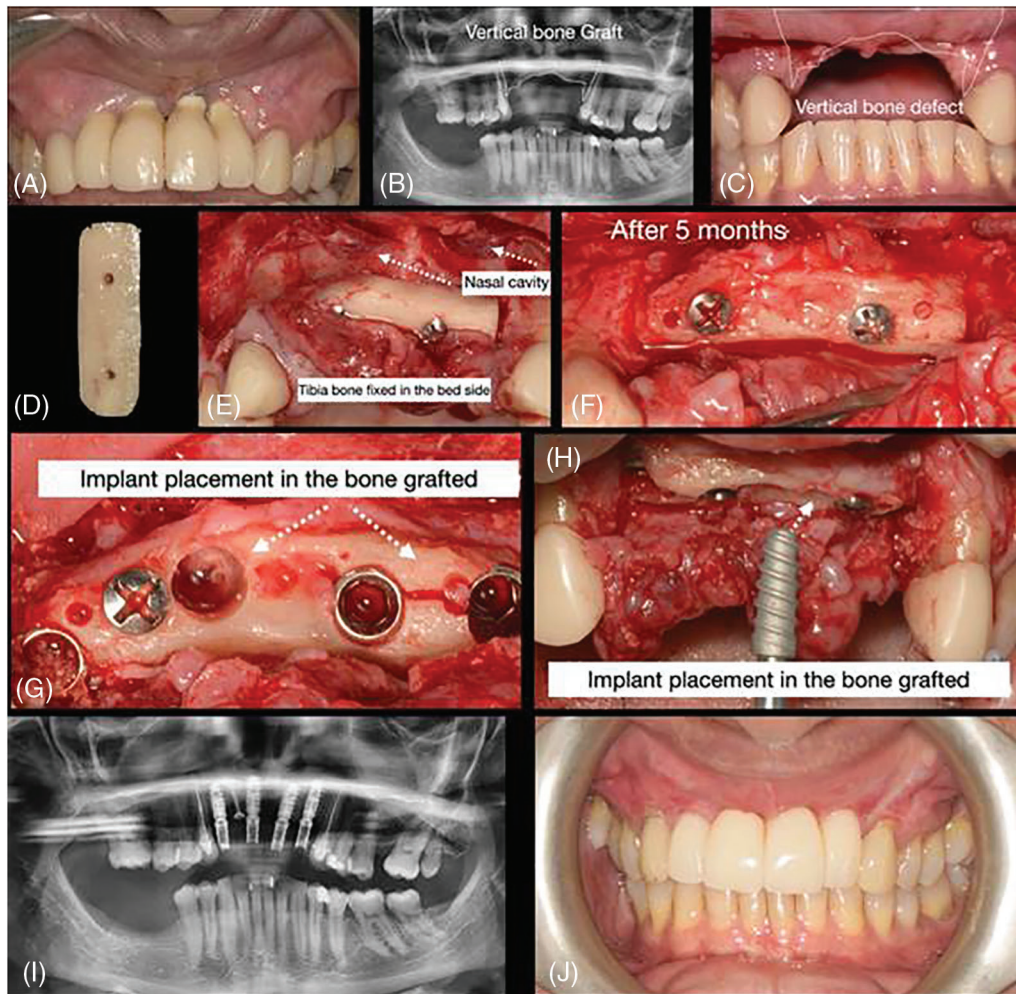 (A)
Vertical bone Graft
(B)
Vertical bone defect
(C)
(D)
Nasal cavity
Tibia bone fixed in the bed side
(E)
After 5 months
(F)
Implant placement in the bone grafted
(G)
(H)
Implant placement in the bone grafted
(I)
(J)